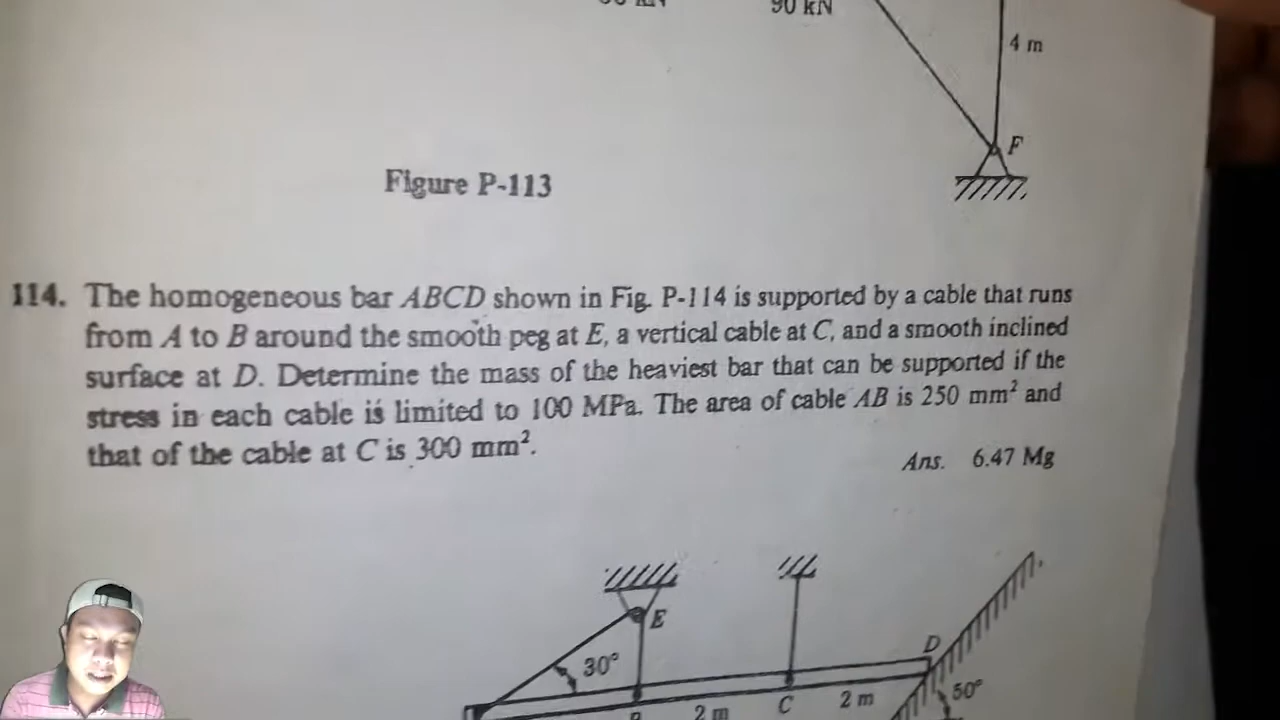 90 kN
4 m
F
Figure P-113
114. The homogeneous bar ABCD shown in Fig. P-114 is supported by a cable that runs
from A to B around the smooth peg at E, a vertical cable at C, and a smooth inclined
surface at D. Determine the mass of the heaviest bar that can be supported if the
stress in each cable is limited to 100 MPa. The area of cable AB is 250 mm² and
that of the cable at C is 300 mm².
Ans. 6.47 Mg
E
30°
D
50°
2 m
C
2 m